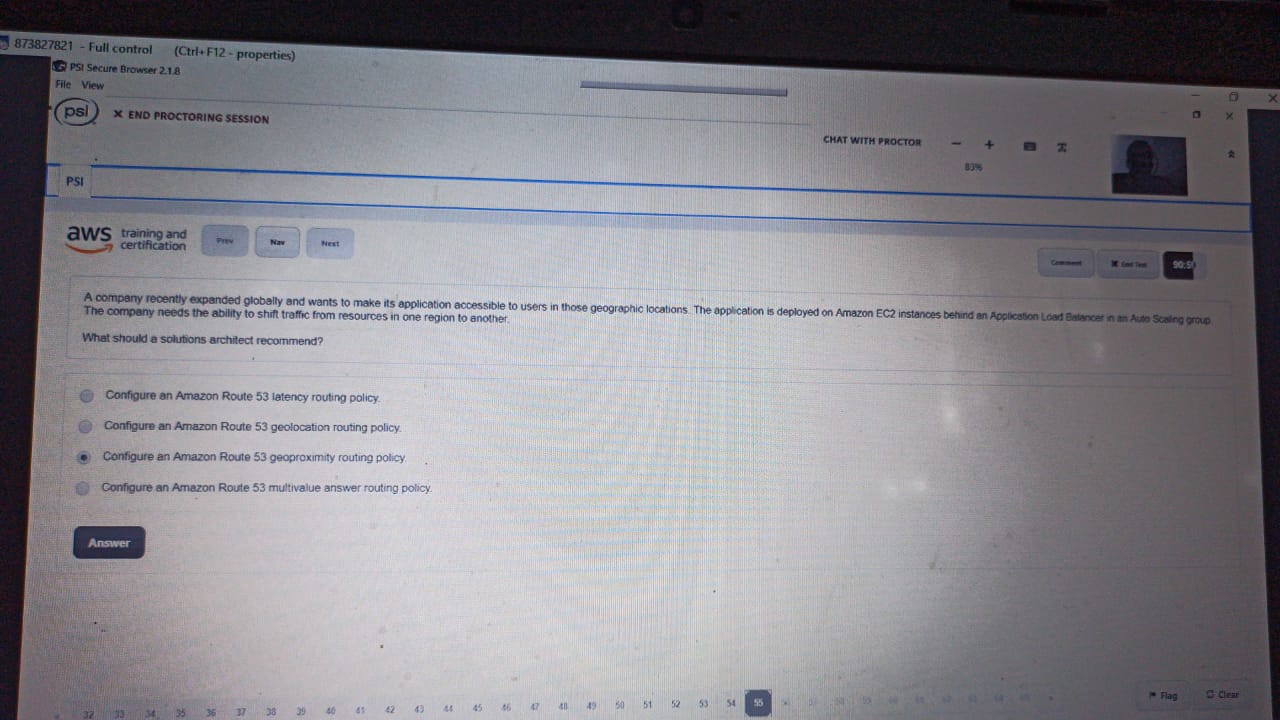 873827821 - Full control (Ctrl+F12 - properties)
PSI Secure Browser 2.1.8
File View
psi
END PROCTORING SESSION
CHAT WITH PROCTOR
83%
PSI
aws training and certification
Prev
Nav
Next
Comment
End Test
A company recently expanded globally and wants to make its application accessible to users in those geographic locations. The application is deployed on Amazon EC2 instances behind an Application Load Balancer in an Auto Scaling group.
The company needs the ability to shift traffic from resources in one region to another.
What should a solutions architect recommend?
Configure an Amazon Route 53 latency routing policy.
Configure an Amazon Route 53 geolocation routing policy.
Configure an Amazon Route 53 geoproximity routing policy.
Configure an Amazon Route 53 multivalue answer routing policy.
Answer
Flag
Clear
32 33 34 35 36 37 38 39 40 41 42 43 44 45 46 47 48 49 50 51 52 53 54 55